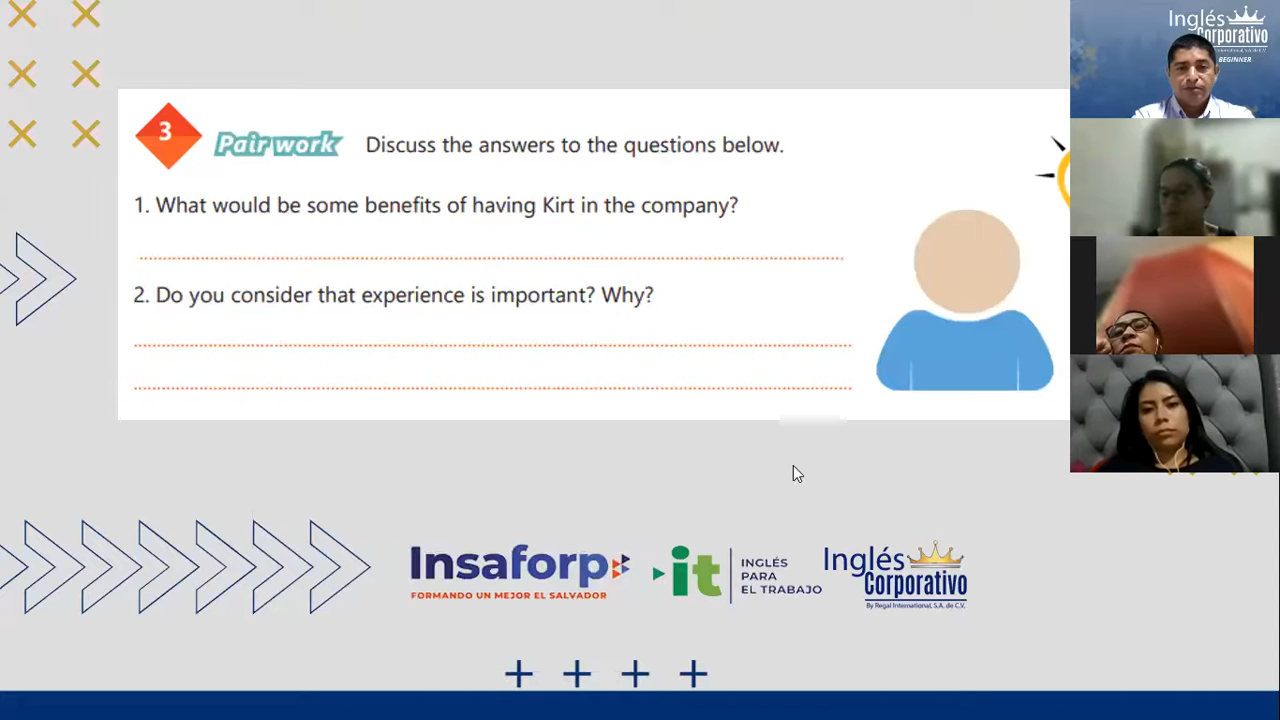 3
Pair work Discuss the answers to the questions below.
1. What would be some benefits of having Kirt in the company?
2. Do you consider that experience is important? Why?
Insaforp
FORMANDO UN MEJOR EL SALVADOR
it
INGLÉS
PARA
EL TRABAJO
Inglés
Corporativo
By Regal International, S.A. de C.V.
Inglés
Corporativo
BEGINNER